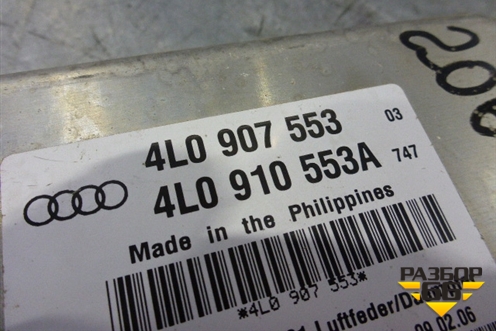 200
4L0 907 553 03
4L0 910 553A 747
Made in the Philippines
*4L0 907 553*
Luftfeder/D
02.06
РАЗБОР